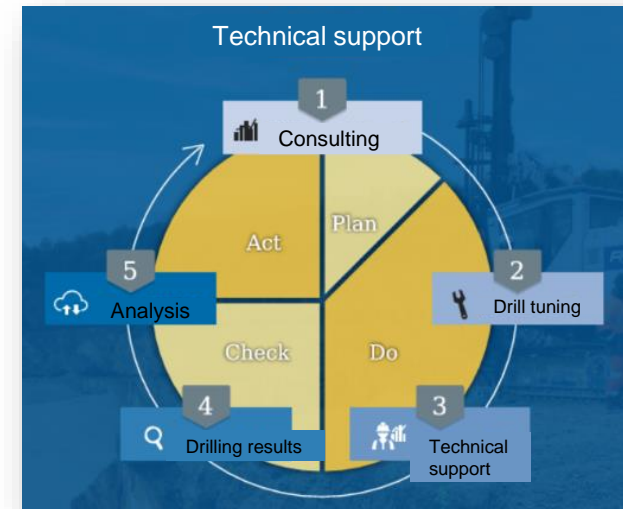 Technical support
1
Consulting
Plan
Act
5
Analysis
2
Drill tuning
Check
Do
4
Drilling results
3
Technical
support